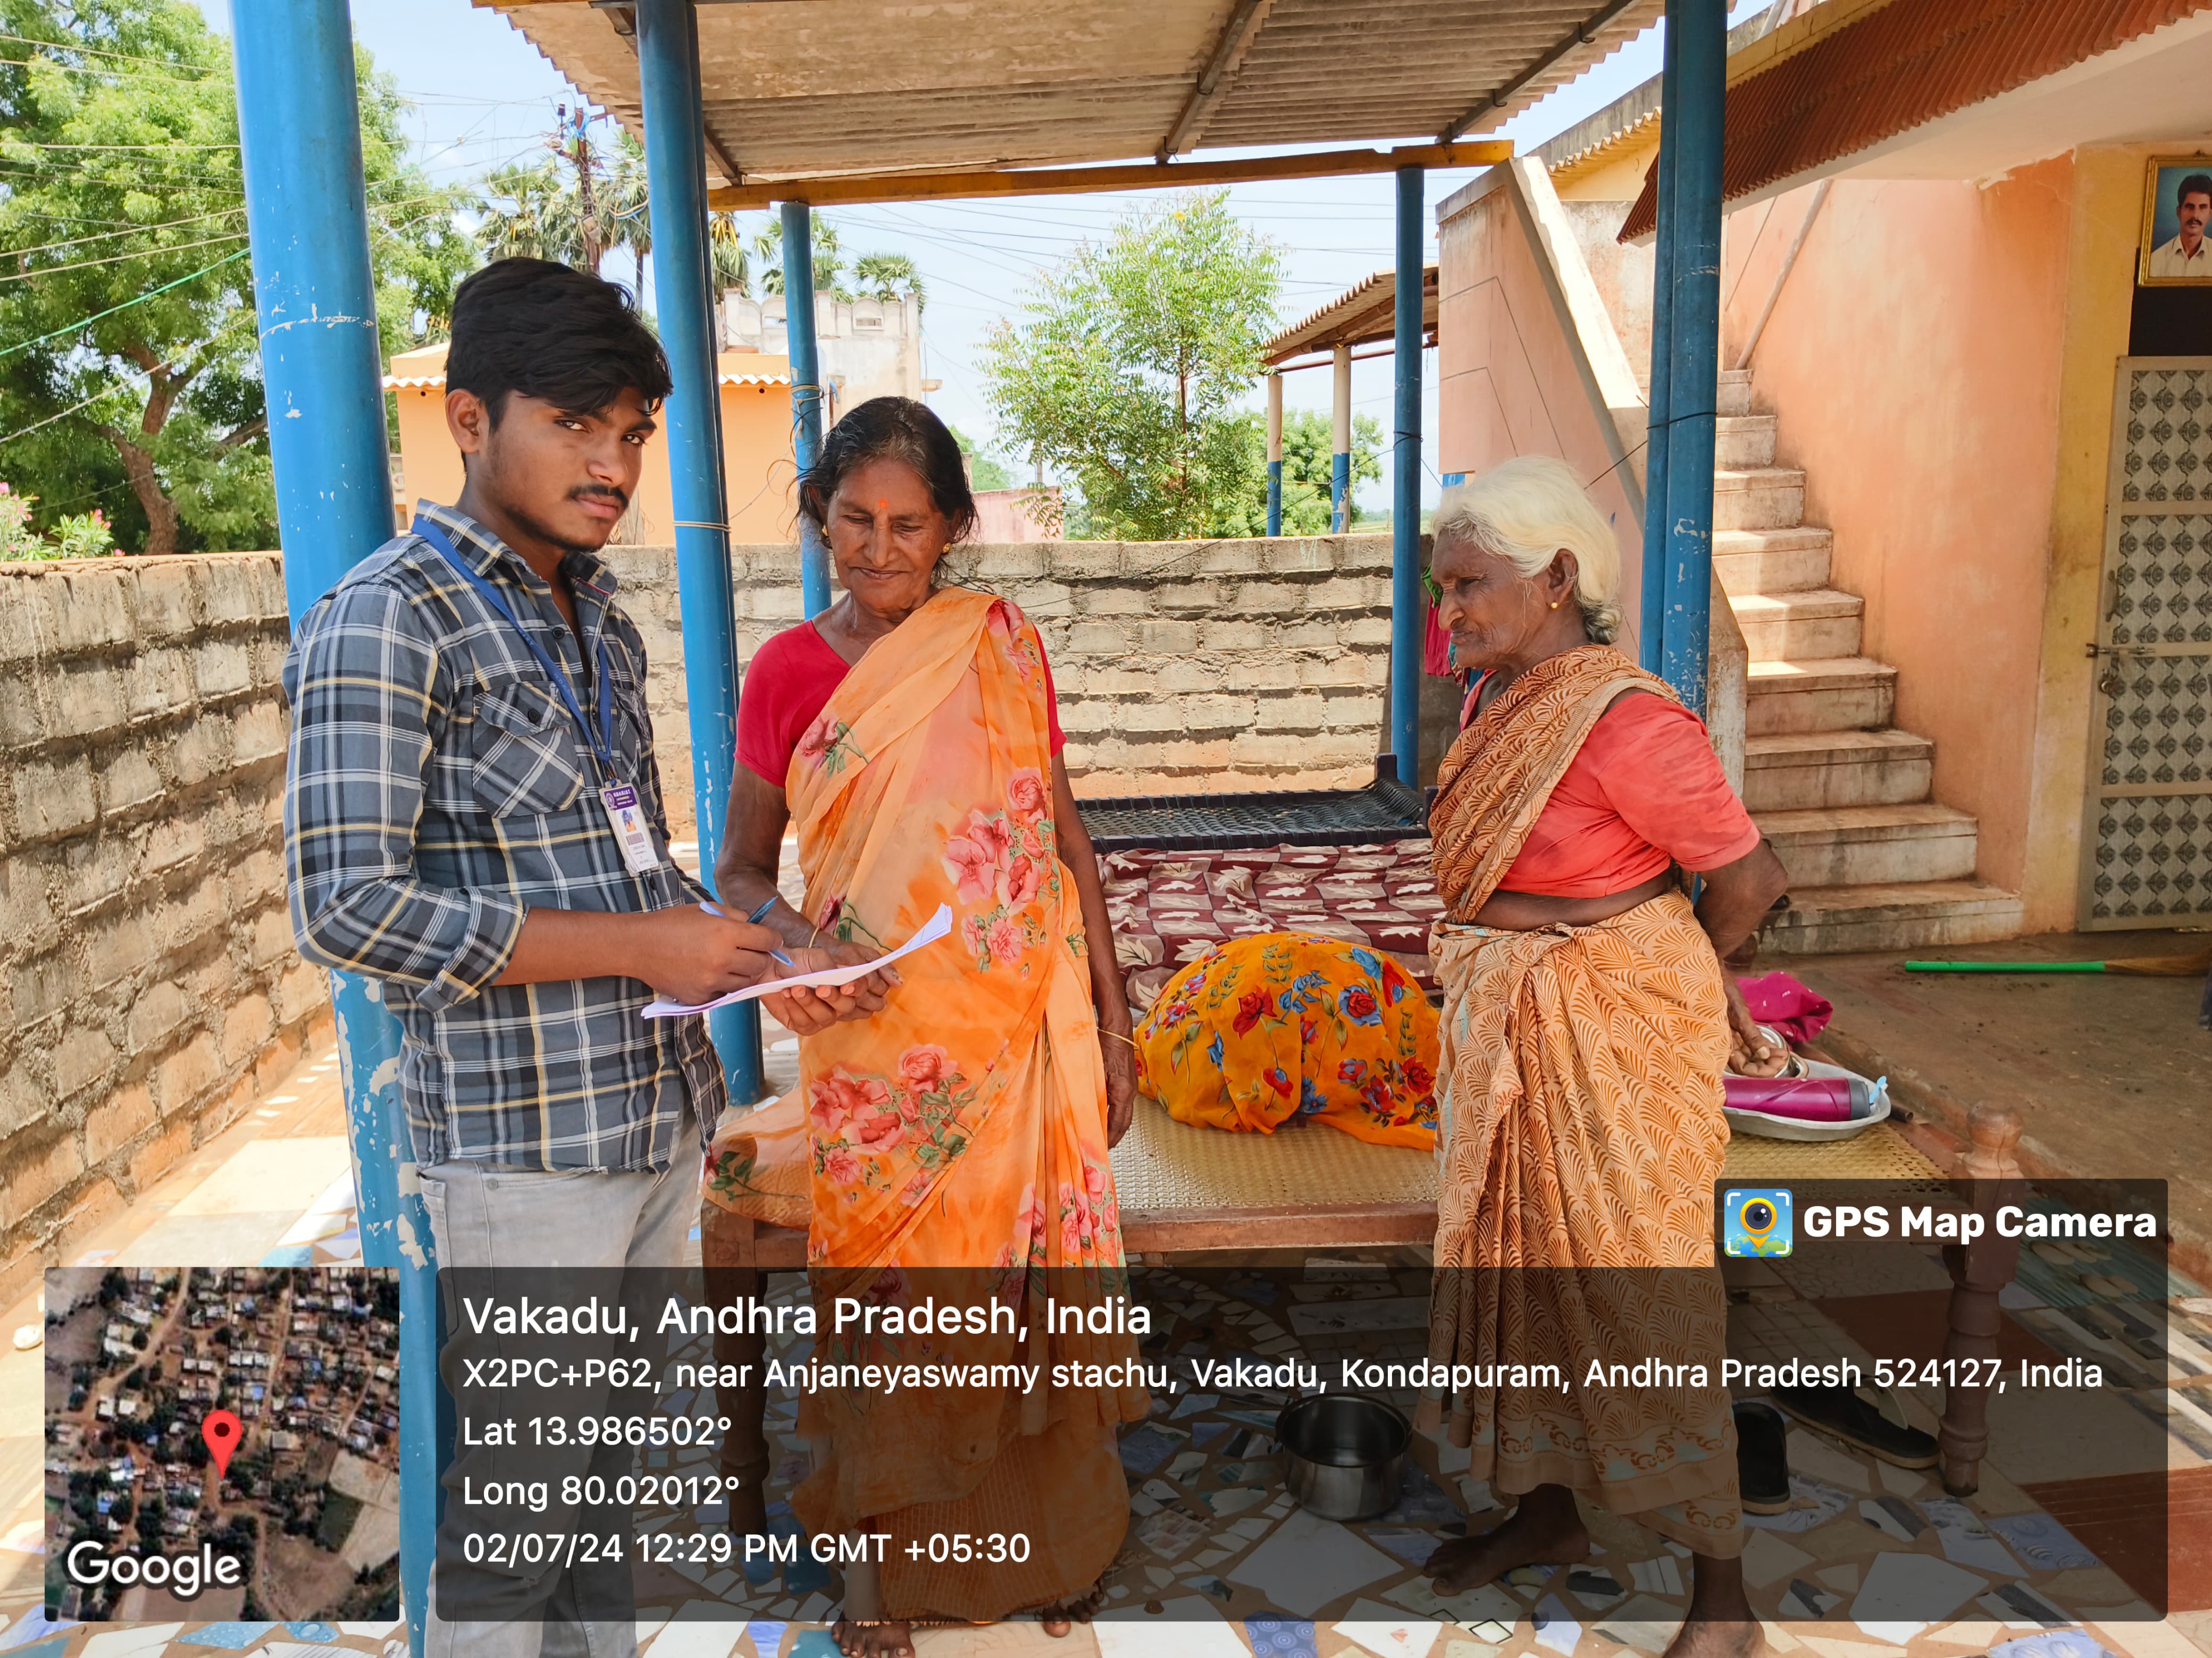 GPS Map Camera
Vakadu, Andhra Pradesh, India
X2PC+P62, near Anjaneyaswamy stachu, Vakadu, Kondapuram, Andhra Pradesh 524127, India
Lat 13.986502°
Long 80.02012°
02/07/24 12:29 PM GMT +05:30
Google